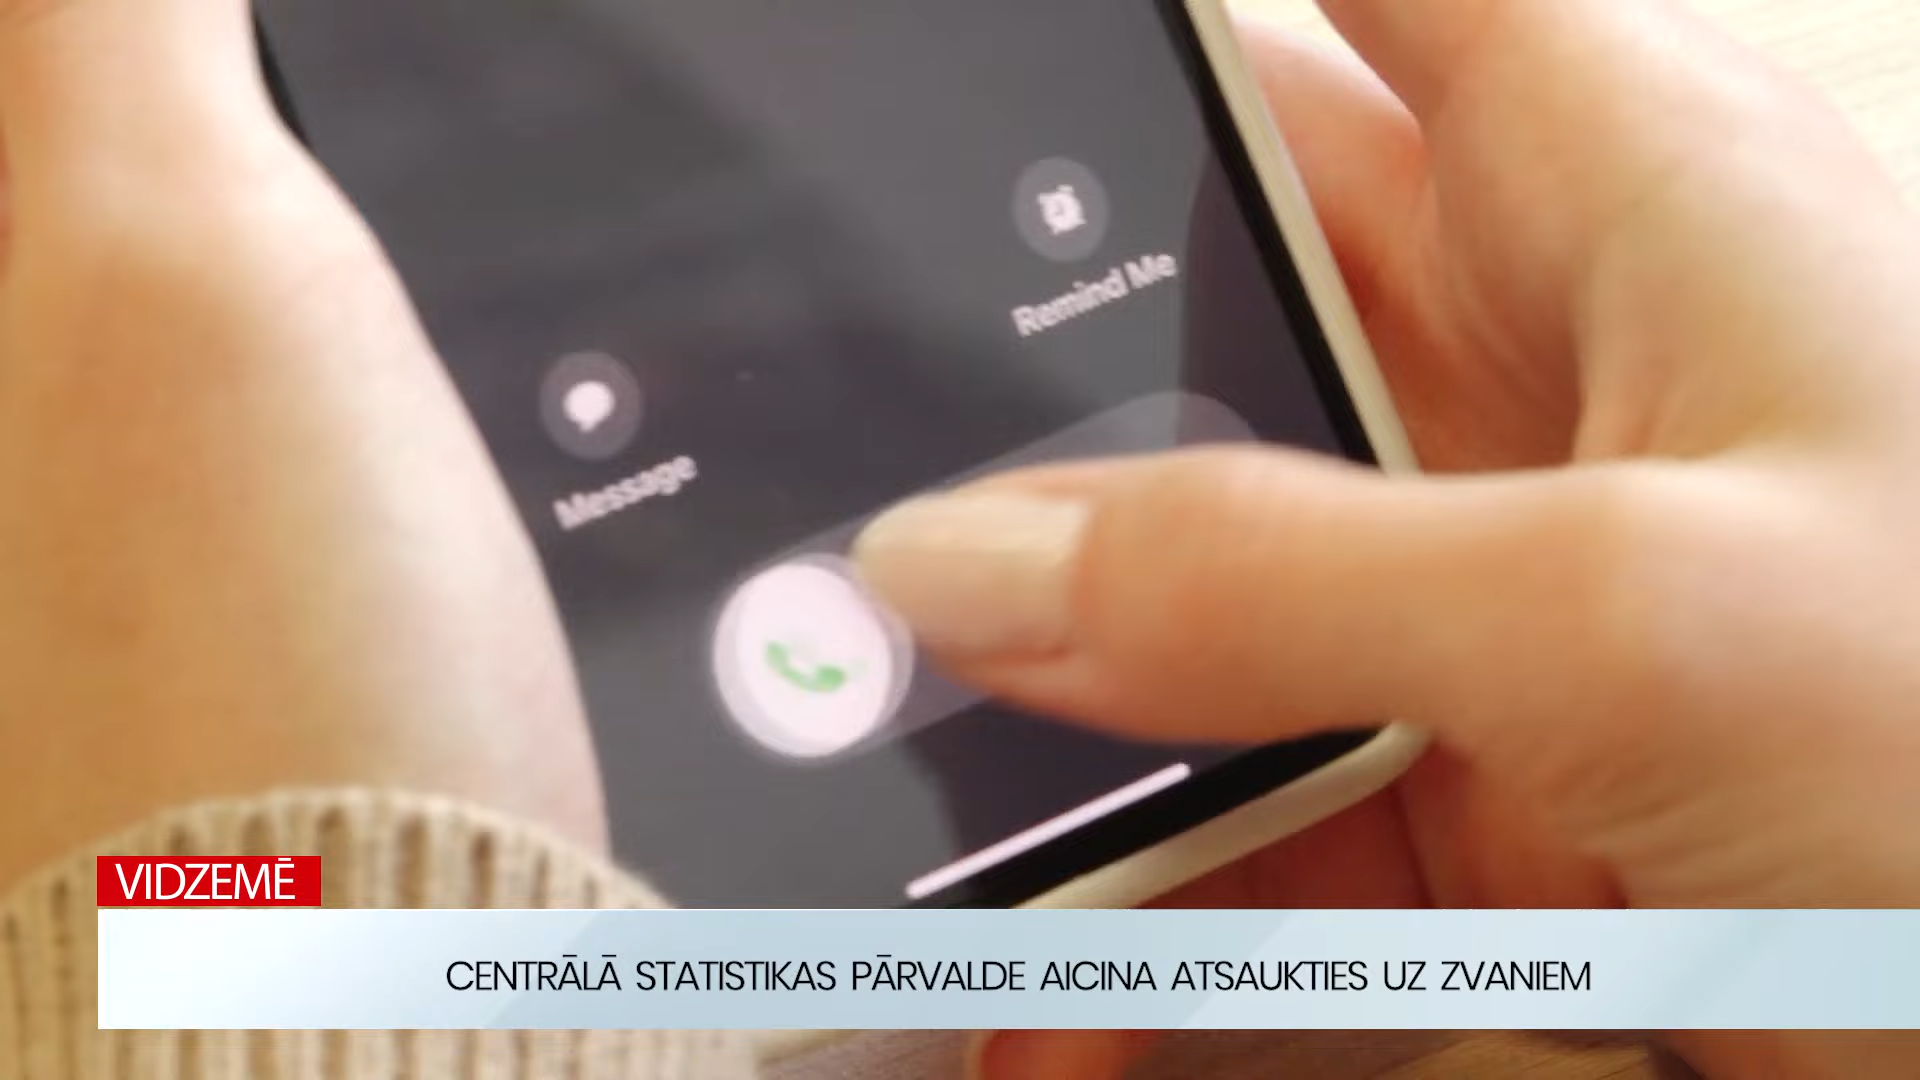 Remind Me
Message
VIDZEMĒ
CENTRĀLĀ STATISTIKAS PĀRVALDE AICINA ATSAUKTIES UZ ZVANIEM